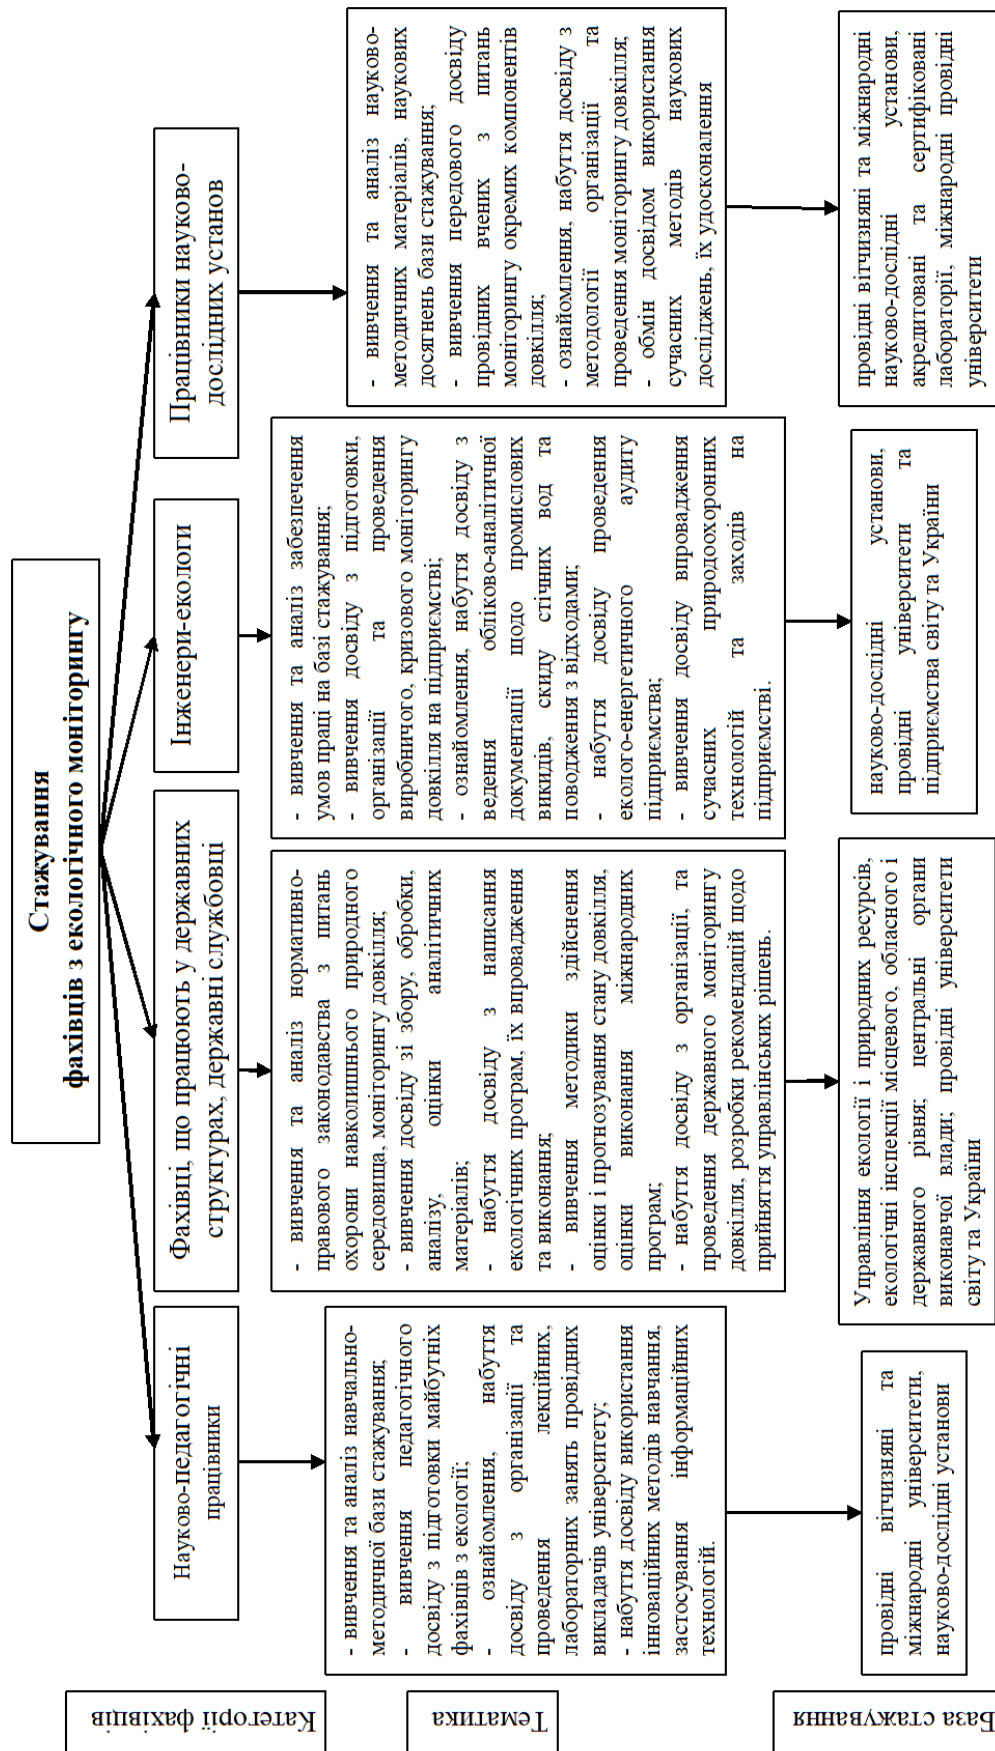 Стажування
фахівців з екологічного моніторингу
Категорії фахівців
Науково-педагогічні
працівники
Фахівці, що працюють у державних
структурах, державні службовці
Інженери-екологи
Працівники науково-
дослідних установ
Тематика
- вивчення та аналіз навчально-
методичної бази стажування;
- вивчення педагогічного
досвіду з підготовки майбутніх
фахівців з екології;
- ознайомлення, набуття
досвіду з організації та
проведення лекційних,
лабораторних занять провідних
викладачів університету;
- набуття досвіду використання
інноваційних методів навчання,
застосування інформаційних
технологій.
- вивчення та аналіз нормативно-
правового законодавства з питань
охорони навколишнього природного
середовища, моніторингу довкілля;
- вивчення досвіду зі збору, обробки,
аналізу, оцінки аналітичних
матеріалів;
- набуття досвіду з написання
екологічних програм, їх впровадження
та виконання;
- вивчення методики здійснення
оцінки і прогнозування стану довкілля,
оцінки виконання міжнародних
програм;
- набуття досвіду з організації, та
проведення державного моніторингу
довкілля, розробки рекомендацій щодо
прийняття управлінських рішень.
- вивчення та аналіз забезпечення
умов праці на базі стажування;
- вивчення досвіду з підготовки,
організації та проведення
виробничого, кризового моніторингу
довкілля на підприємстві;
- ознайомлення, набуття досвіду з
ведення обліково-аналітичної
документації щодо промислових
викидів, скиду стічних вод та
поводження з відходами;
- набуття досвіду проведення
еколого-енергетичного аудиту
підприємства;
- вивчення досвіду впровадження
сучасних природоохоронних
технологій та заходів на
підприємстві.
- вивчення та аналіз науково-
методичних матеріалів, наукових
досягнень бази стажування;
- вивчення передового досвіду
провідних вчених з питань
моніторингу окремих компонентів
довкілля;
- ознайомлення, набуття досвіду з
методології організації та
проведення моніторингу довкілля;
- обмін досвідом використання
сучасних методів наукових
досліджень, їх удосконалення
База стажування
провідні вітчизняні та
міжнародні університети,
науково-дослідні установи
Управління екології і природних ресурсів,
екологічні інспекції місцевого, обласного і
державного рівня; центральні органи
виконавчої влади; провідні університети
світу та України
науково-дослідні установи,
провідні університети та
підприємства світу та України
провідні вітчизняні та міжнародні
науково-дослідні установи,
акредитовані та сертифіковані
лабораторії, міжнародні провідні
університети